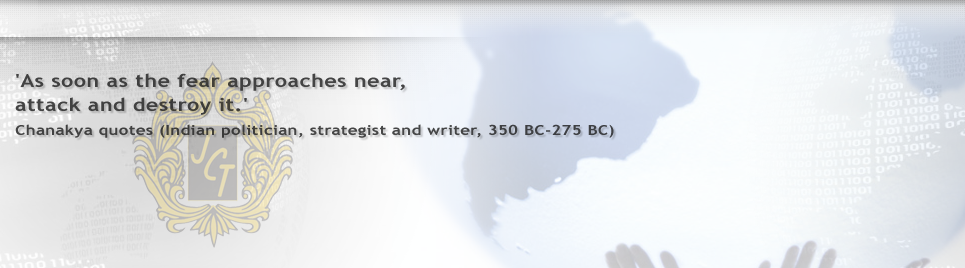 'As soon as the fear approaches near,
attack and destroy it.'
Chanakya quotes (Indian politician, strategist and writer, 350 BC-275 BC)
JGT